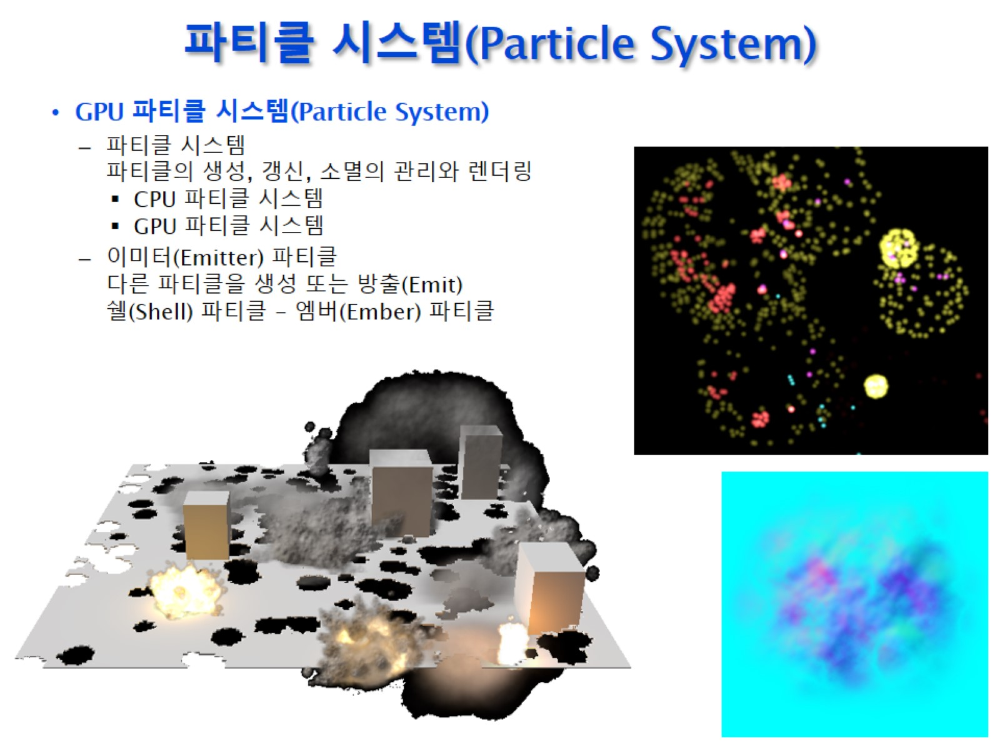 파티클 시스템(Particle System)
• GPU 파티클 시스템(Particle System)
– 파티클 시스템
파티클의 생성, 갱신, 소멸의 관리와 렌더링
▪ CPU 파티클 시스템
▪ GPU 파티클 시스템
– 이미터(Emitter) 파티클
다른 파티클을 생성 또는 방출(Emit)
쉘(Shell) 파티클 – 엠버(Ember) 파티클